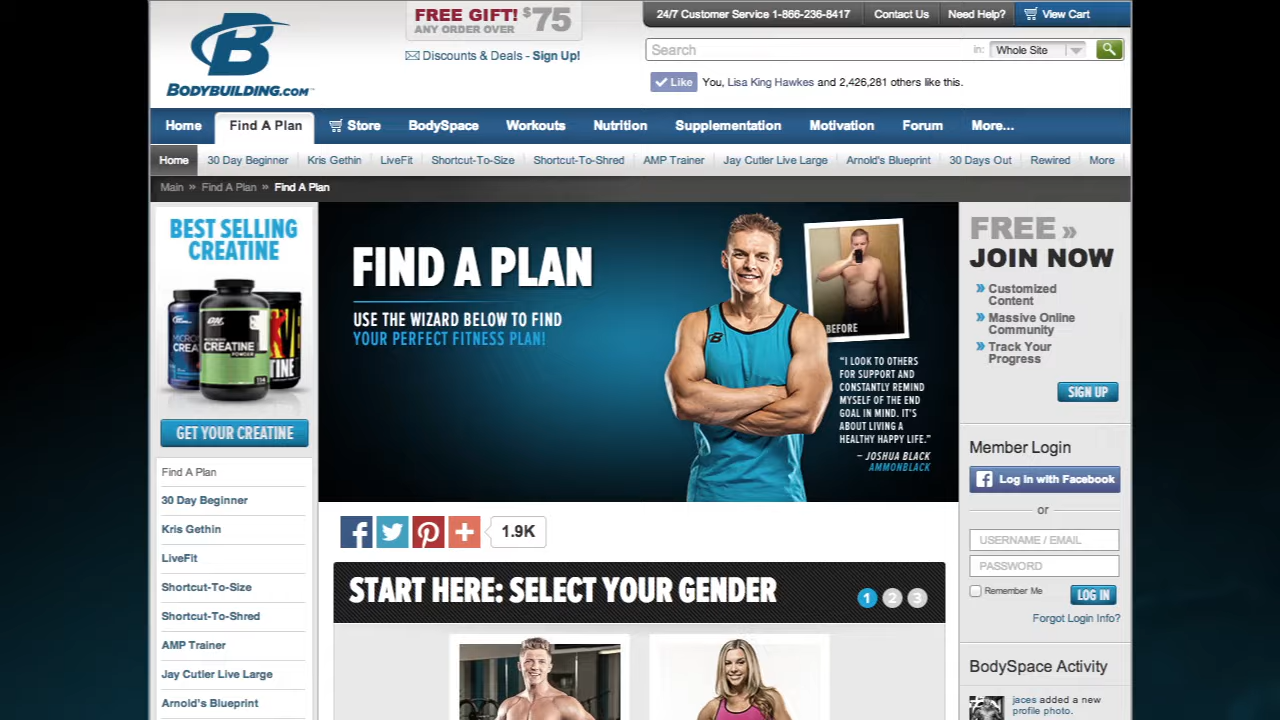 FREE GIFT! $75
ANY ORDER OVER
Discounts & Deals - Sign Up!
24/7 Customer Service 1-866-236-8417
Contact Us
Need Help?
View Cart
Search
in:
Whole Site
Like
You, Lisa King Hawkes and 2,426,281 others like this.
B
BODYBUILDING.COM
Home
Find A Plan
Store
BodySpace
Workouts
Nutrition
Supplementation
Motivation
Forum
More...
Home
30 Day Beginner
Kris Gethin
LiveFit
Shortcut-To-Size
Shortcut-To-Shred
AMP Trainer
Jay Cutler Live Large
Arnold's Blueprint
30 Days Out
Rewired
More
Main » Find A Plan » Find A Plan
BEST SELLING
CREATINE
ON
CREATINE
POWDER
GET YOUR CREATINE
Find A Plan
30 Day Beginner
Kris Gethin
LiveFit
Shortcut-To-Size
Shortcut-To-Shred
AMP Trainer
Jay Cutler Live Large
Arnold's Blueprint
FIND A PLAN
USE THE WIZARD BELOW TO FIND
YOUR PERFECT FITNESS PLAN!
B
BEFORE
“I LOOK TO OTHERS
FOR SUPPORT AND
CONSTANTLY REMIND
MYSELF OF THE END
GOAL IN MIND. IT'S
ABOUT LIVING A
HEALTHY HAPPY LIFE.”
– JOSHUA BLACK
AMMONBLACK
1.9K
START HERE: SELECT YOUR GENDER
1 2 3
FREE »
JOIN NOW
» Customized
Content
» Massive Online
Community
» Track Your
Progress
SIGN UP
Member Login
Log In with Facebook
or
USERNAME / EMAIL
PASSWORD
Remember Me
LOG IN
Forgot Login Info?
BodySpace Activity
jaces added a new
profile photo.